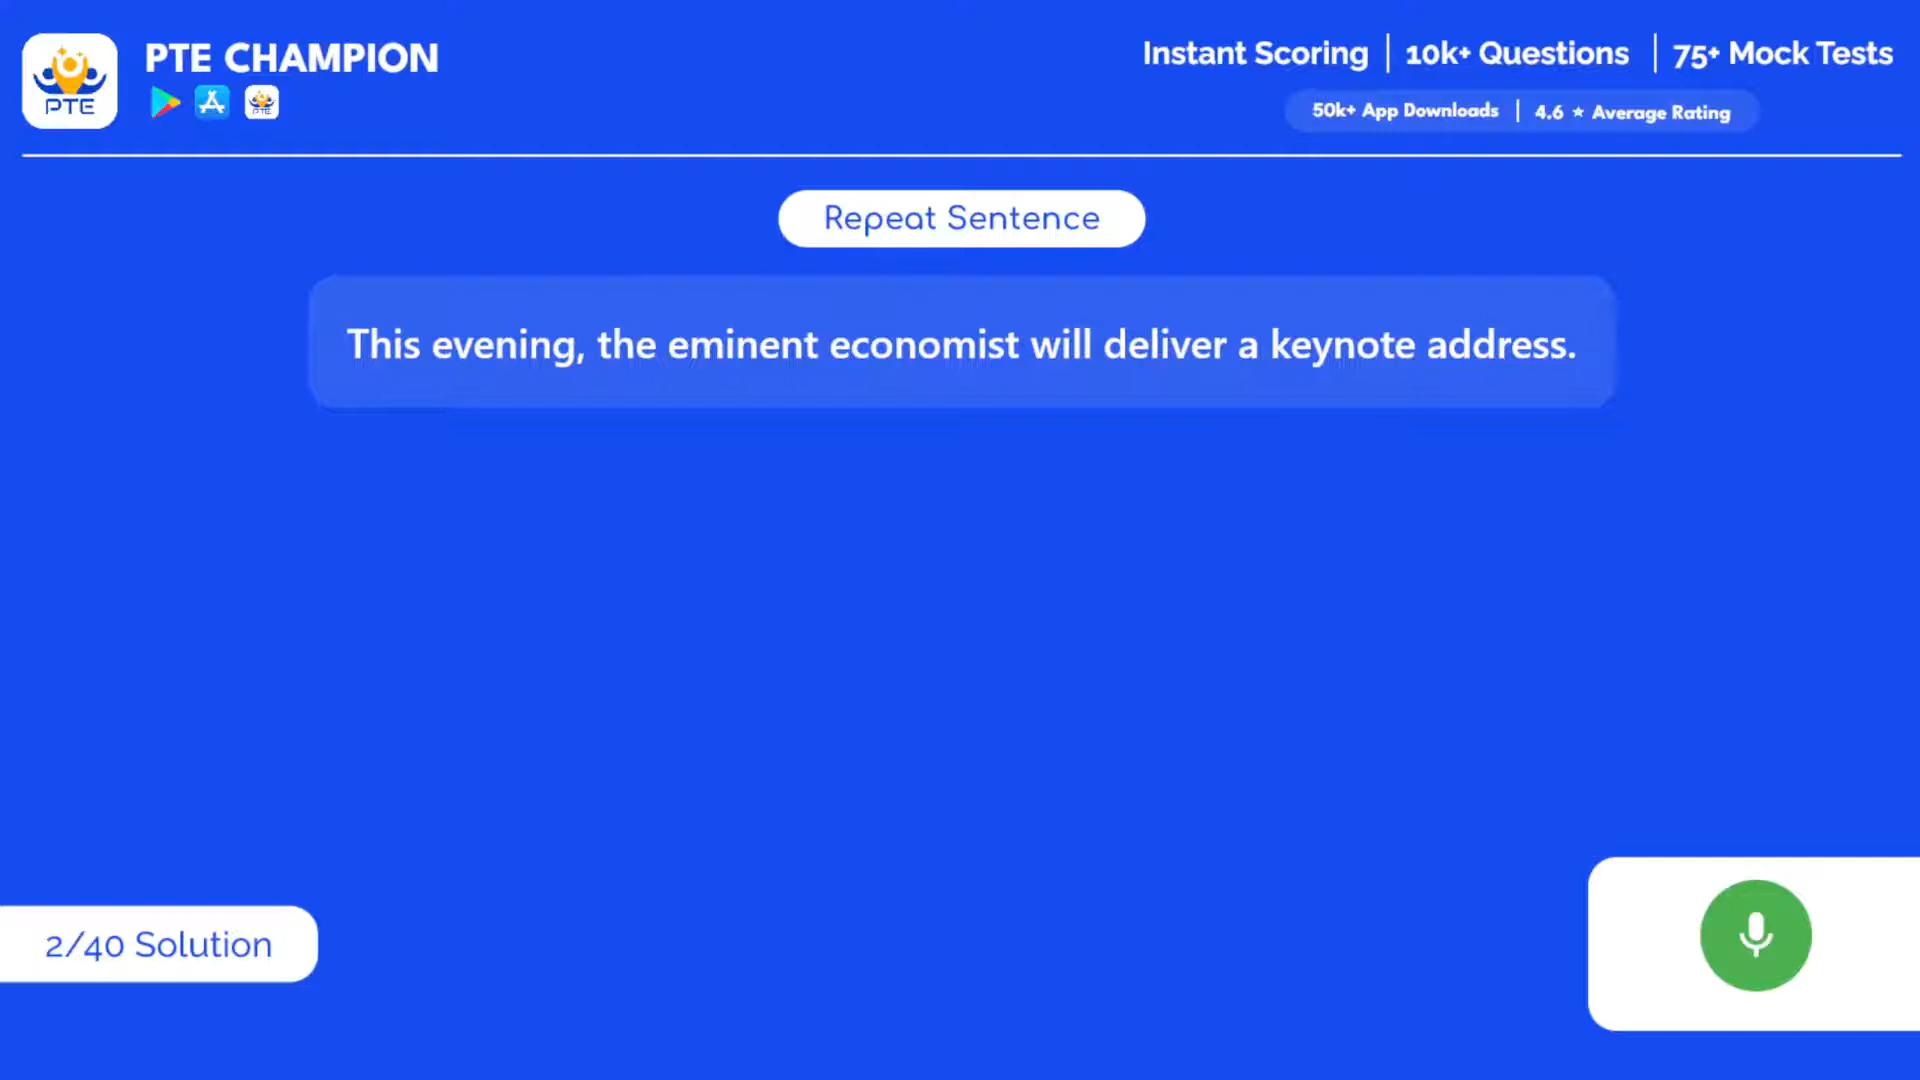 PTE CHAMPION
PTE
PTE
Instant Scoring | 10k+ Questions | 75+ Mock Tests
50k+ App Downloads | 4.6 ★ Average Rating
Repeat Sentence
This evening, the eminent economist will deliver a keynote address.
2/40 Solution